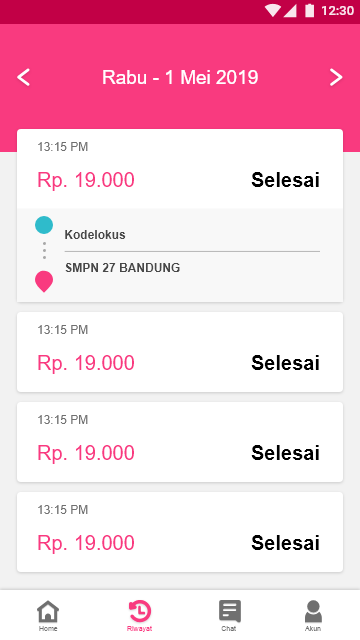 12:30
Rabu - 1 Mei 2019
13:15 PM
Rp. 19.000 Selesai
Kodelokus
SMPN 27 BANDUNG
13:15 PM
Rp. 19.000 Selesai
13:15 PM
Rp. 19.000 Selesai
13:15 PM
Rp. 19.000 Selesai
Home Riwayat Chat Akun